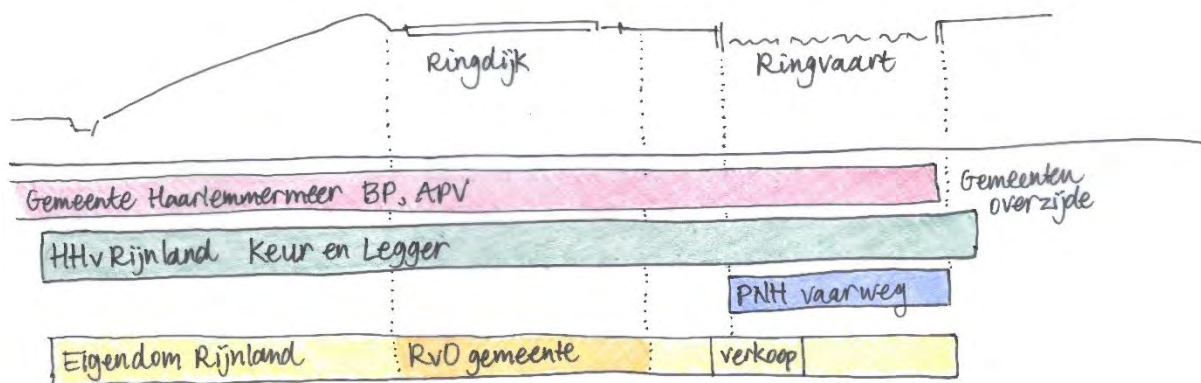 Ringdijk
Ringvaart
Gemeente Haarlemmermeer BP, APV
Gemeenten
overzijde
HHvRijnland Keur en Legger
PNH vaarweg
Eigendom Rijnland
RvO gemeente
verkoop